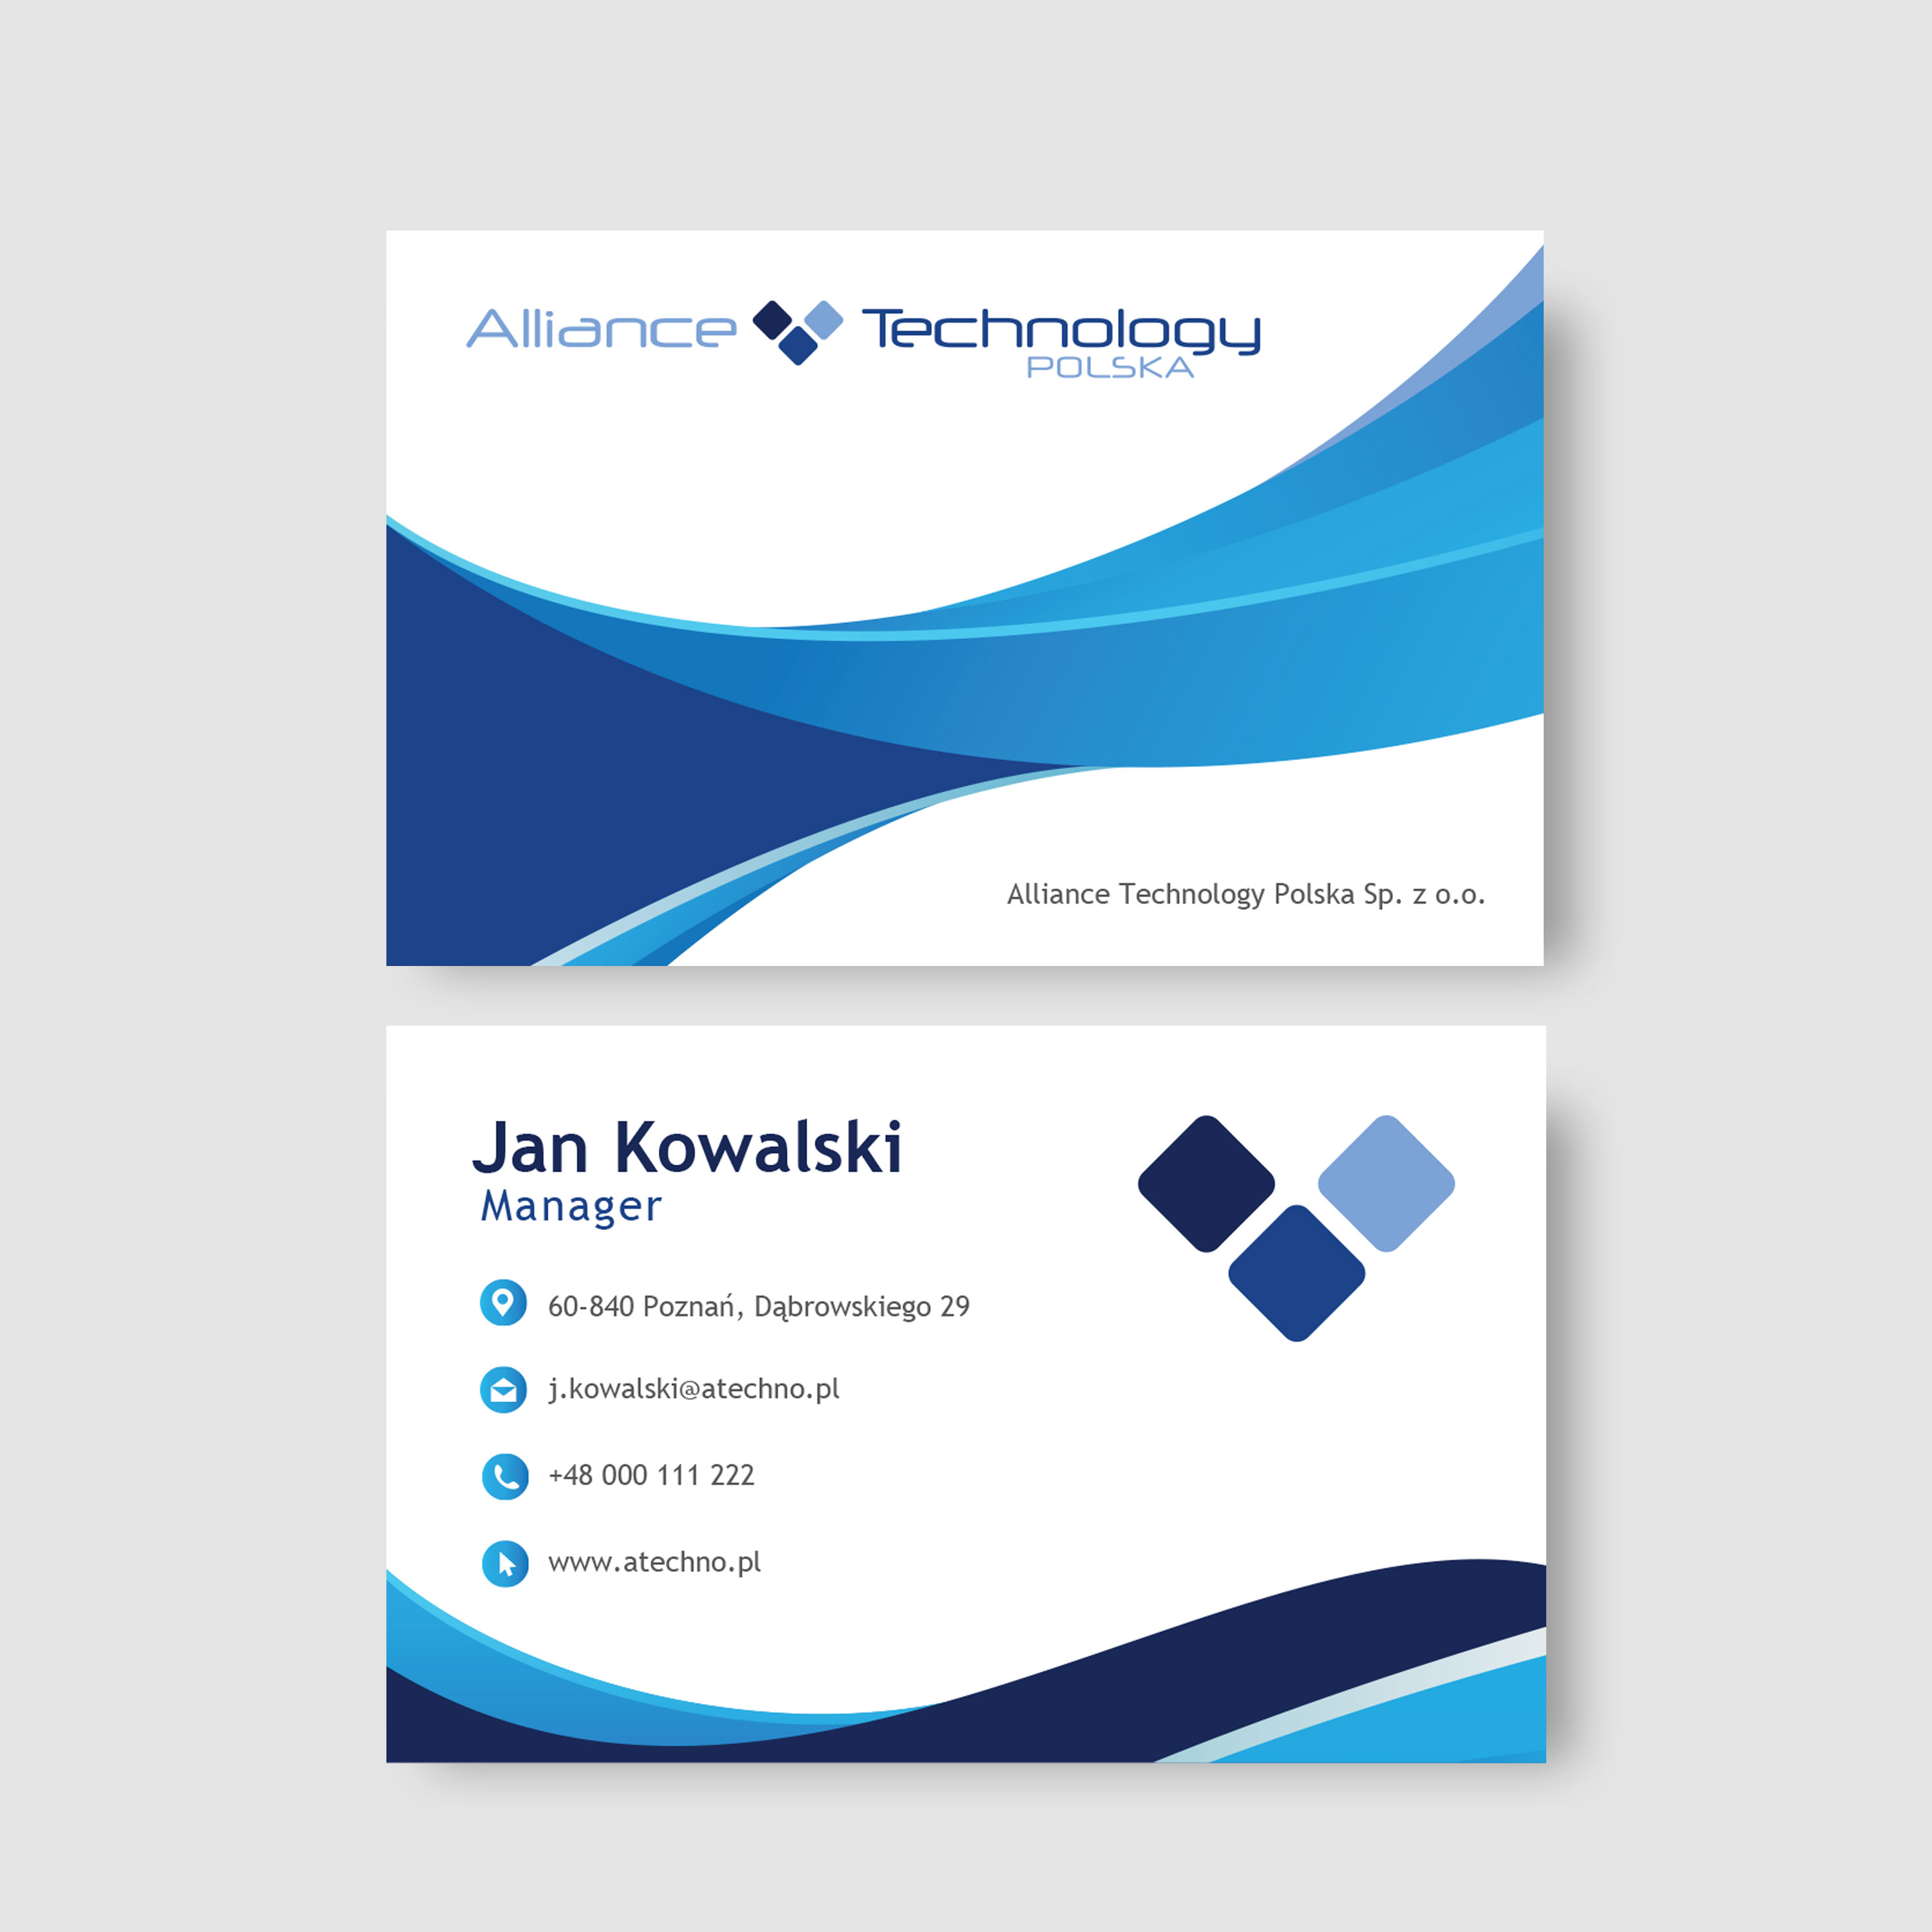 Alliance Technology
POLSKA
Alliance Technology Polska Sp. z o.o.
Jan Kowalski
Manager
60-840 Poznań, Dąbrowskiego 29
j.kowalski@atechno.pl
+48 000 111 222
www.atechno.pl